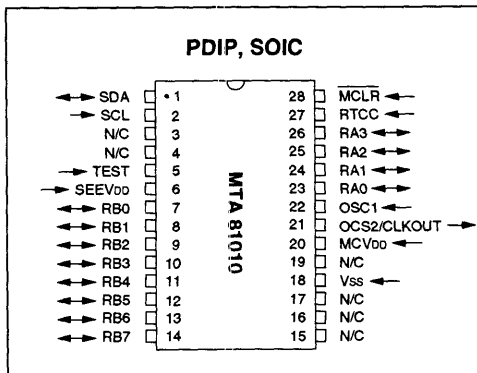 PDIP, SOIC
SDA 1 28 MCLR
SCL 2 27 RTCC
N/C 3 26 RA3
N/C 4 25 RA2
TEST 5 24 RA1
SEEVDD 6 23 RA0
RB0 7 22 OSC1
RB1 8 21 OCS2/CLKOUT
RB2 9 20 MCVDD
RB3 10 19 N/C
RB4 11 18 VSS
RB5 12 17 N/C
RB6 13 16 N/C
RB7 14 15 N/C
MTA 81010